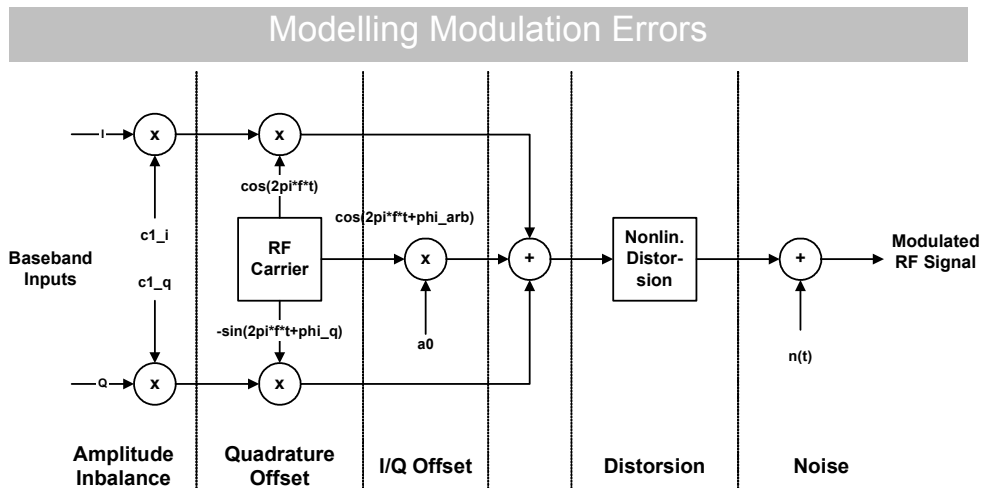 Modelling Modulation Errors
I
x
x
cos(2pi*f*t)
cos(2pi*f*t+phi_arb)
c1_i
Baseband
Inputs
c1_q
RF
Carrier
x
+
Nonlin.
Distor-
sion
+
Modulated
RF Signal
-sin(2pi*f*t+phi_q)
a0
n(t)
Q
x
x
Amplitude
Inbalance
Quadrature
Offset
I/Q Offset
Distorsion
Noise